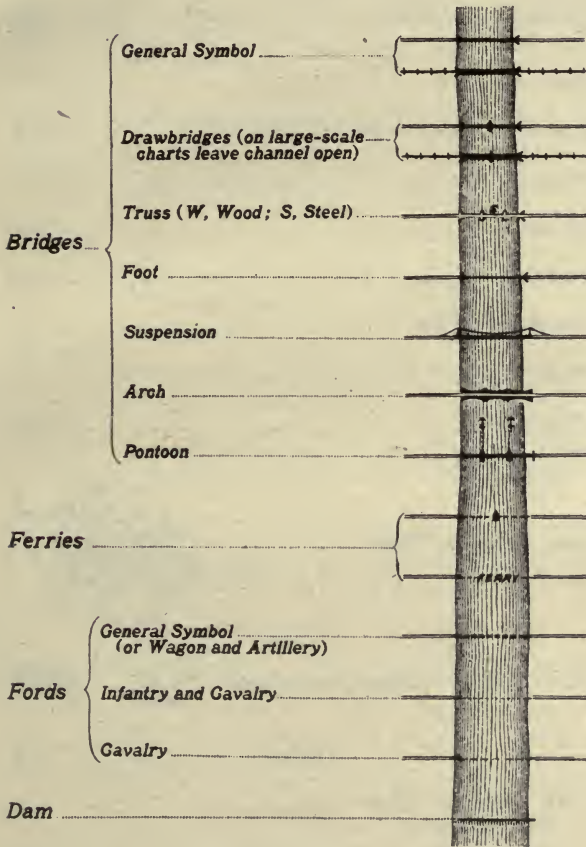 General Symbol
Drawbridges (on large-scale
charts leave channel open)
Truss (W, Wood; S, Steel)
Bridges
Foot
Suspension
Arch
Pontoon
Ferries
FERRY
General Symbol
(or Wagon and Artillery)
Fords
Infantry and Cavalry
Cavalry
Dam